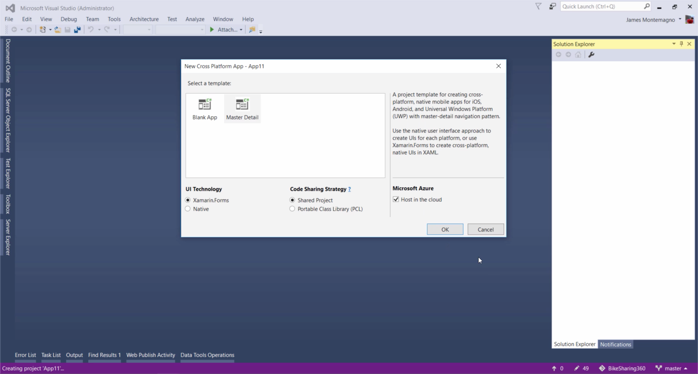 Microsoft Visual Studio (Administrator)
Quick Launch (Ctrl+Q)
File Edit View Debug Team Tools Architecture Test Analyze Window Help
James Montemagno
Attach...
Document Outline
SQL Server Object Explorer
Test Explorer
Toolbox
Server Explorer
New Cross Platform App - App11
Select a template:
Blank App
Master Detail
A project template for creating cross-
platform, native mobile apps for iOS,
Android, and Universal Windows Platform
(UWP) with master-detail navigation pattern.
Use the native user interface approach to
create UIs for each platform, or use
Xamarin.Forms to create cross-platform,
native UIs in XAML.
UI Technology
Xamarin.Forms
Native
Code Sharing Strategy ?
Shared Project
Portable Class Library (PCL)
Microsoft Azure
Host in the cloud
OK
Cancel
Solution Explorer
Solution Explorer Notifications
Error List Task List Output Find Results 1 Web Publish Activity Data Tools Operations
Creating project 'App11'...
0 49 BikeSharing360 master